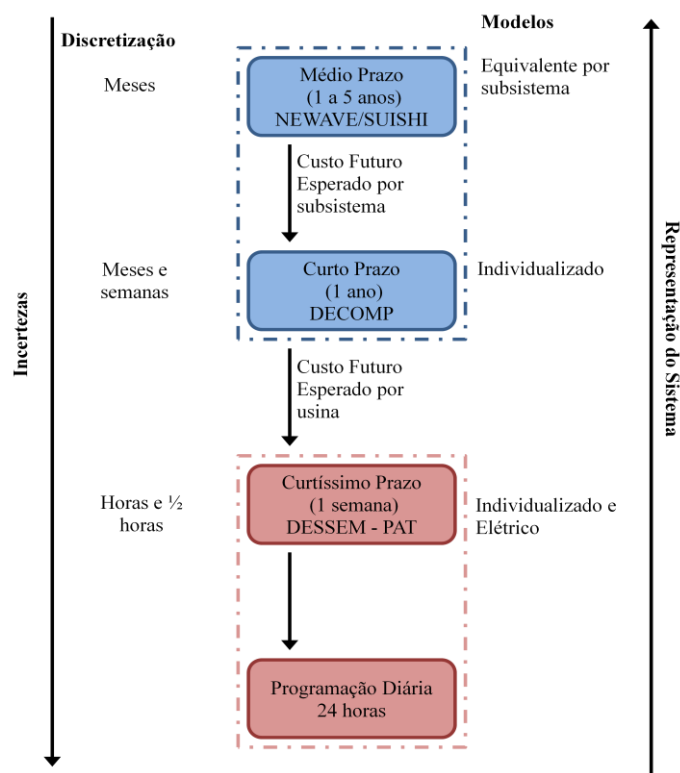 Modelos
Discretização
Meses
Médio Prazo
(1 a 5 anos)
NEWAVE/SUISHI
Equivalente por
subsistema
Custo Futuro
Esperado por
subsistema
Meses e
semanas
Curto Prazo
(1 ano)
DECOMP
Individualizado
Incertezas
Representação do Sistema
Custo Futuro
Esperado por
usina
Horas e ½
horas
Curtíssimo Prazo
(1 semana)
DESSEM - PAT
Individualizado e
Elétrico
Programação Diária
24 horas